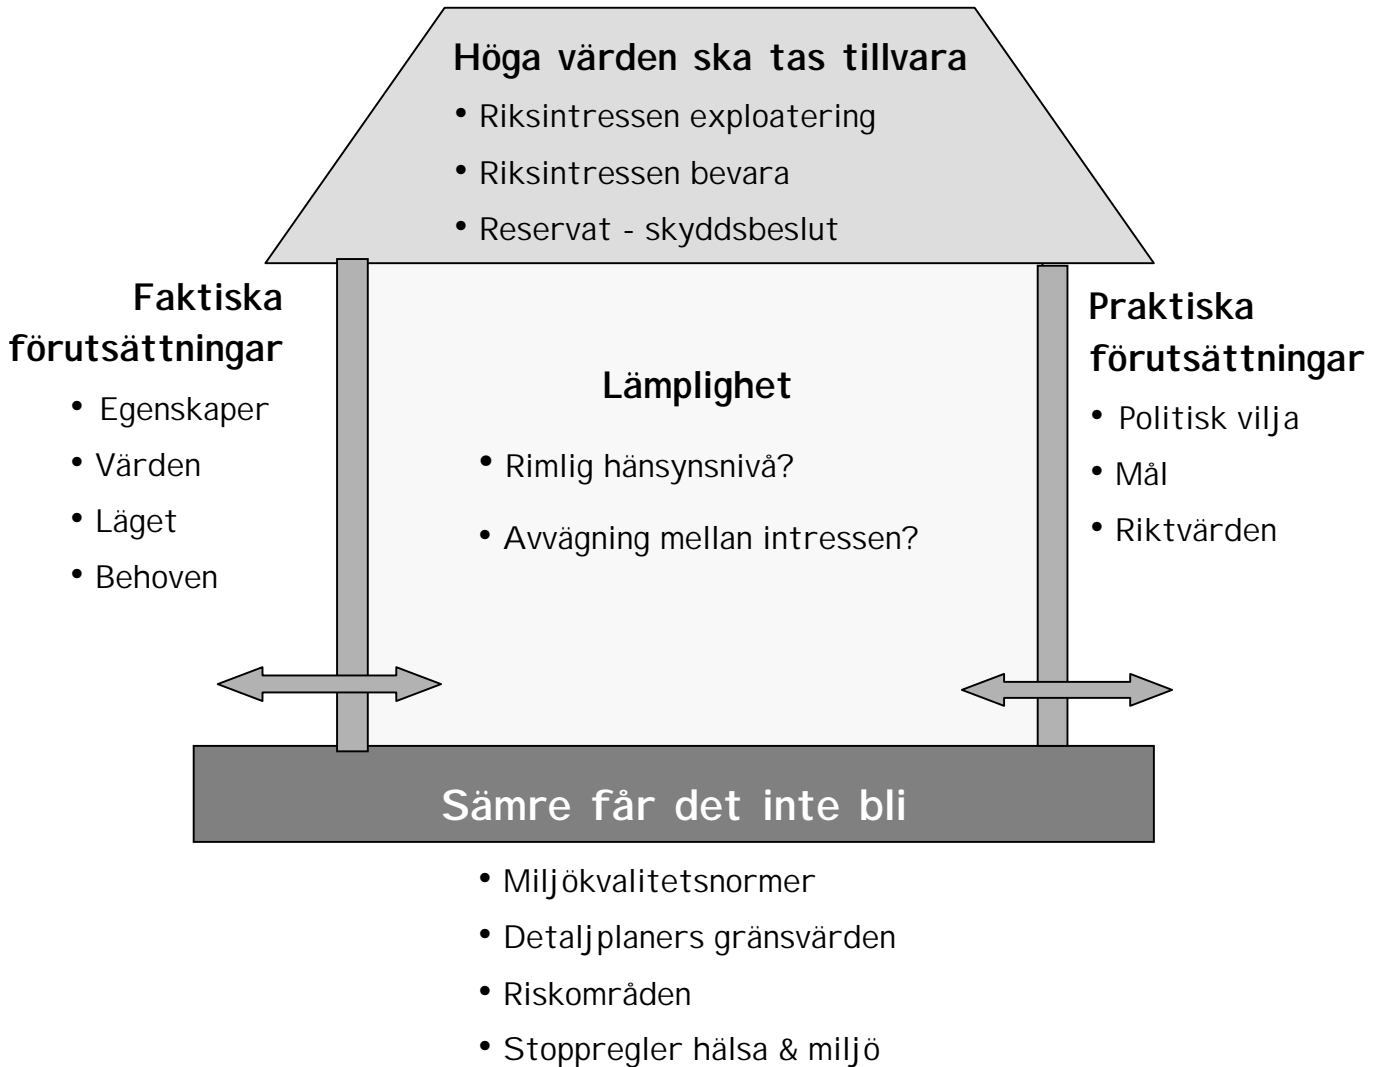 Höga värden ska tas tillvara
• Riksintressen exploatering
• Riksintressen bevara
• Reservat - skyddsbeslut
Faktiska
förutsättningar
• Egenskaper
• Värden
• Läget
• Behoven
Lämplighet
• Rimlig hänsynsnivå?
• Avvägning mellan intressen?
Praktiska
förutsättningar
• Politisk vilja
• Mål
• Riktvärden
Sämre får det inte bli
• Miljökvalitetsnormer
• Detaljplaners gränsvärden
• Riskområden
• Stoppregler hälsa & miljö